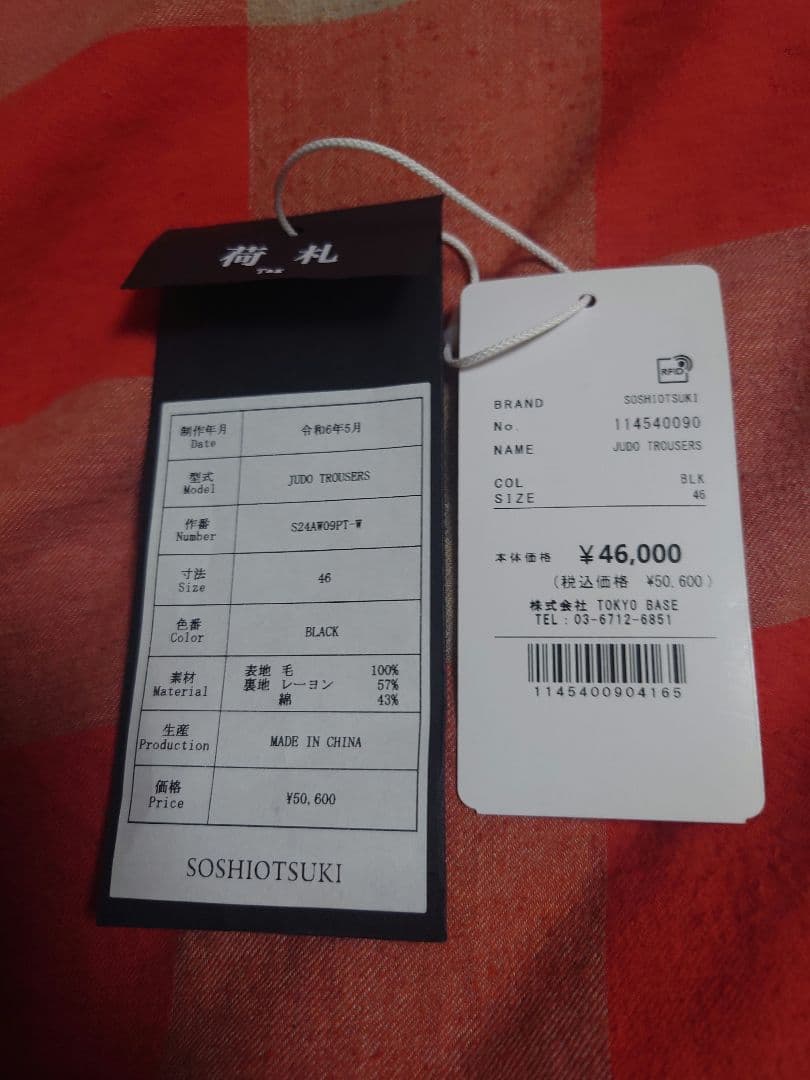 荷札
TAG
制作年月 令和6年5月
Date
型式 JUDO TROUSERS
Model
作番 S24AW09PT-W
Number
寸法 46
Size
色番 BLACK
Color
素材 表地 毛 100%
Material 裏地 レーヨン 57%
綿 43%
生産 MADE IN CHINA
Production
価格 ¥50,600
Price
SOSHIOTSUKI
RFID
BRAND SOSHIOTSUKI
No. 114540090
NAME JUDO TROUSERS
COL BLK
SIZE 46
本体価格 ¥46,000
(税込価格 ¥50,600)
株式会社 TOKYO BASE
TEL:03-6712-6851
1145400904165